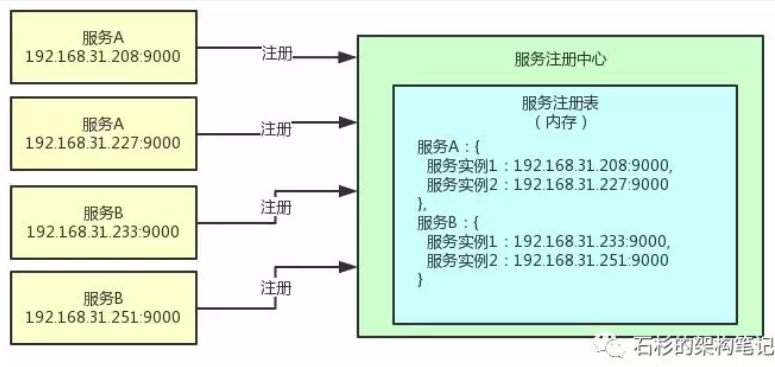 服务A
192.168.31.208:9000
注册
服务A
192.168.31.227:9000
注册
服务B
192.168.31.233:9000
注册
服务B
192.168.31.251:9000
注册
服务注册中心
服务注册表
（内存）
服务A：{
服务实例1：192.168.31.208:9000,
服务实例2：192.168.31.227:9000
},
服务B：{
服务实例1：192.168.31.233:9000,
服务实例2：192.168.31.251:9000
}
石杉的架构笔记